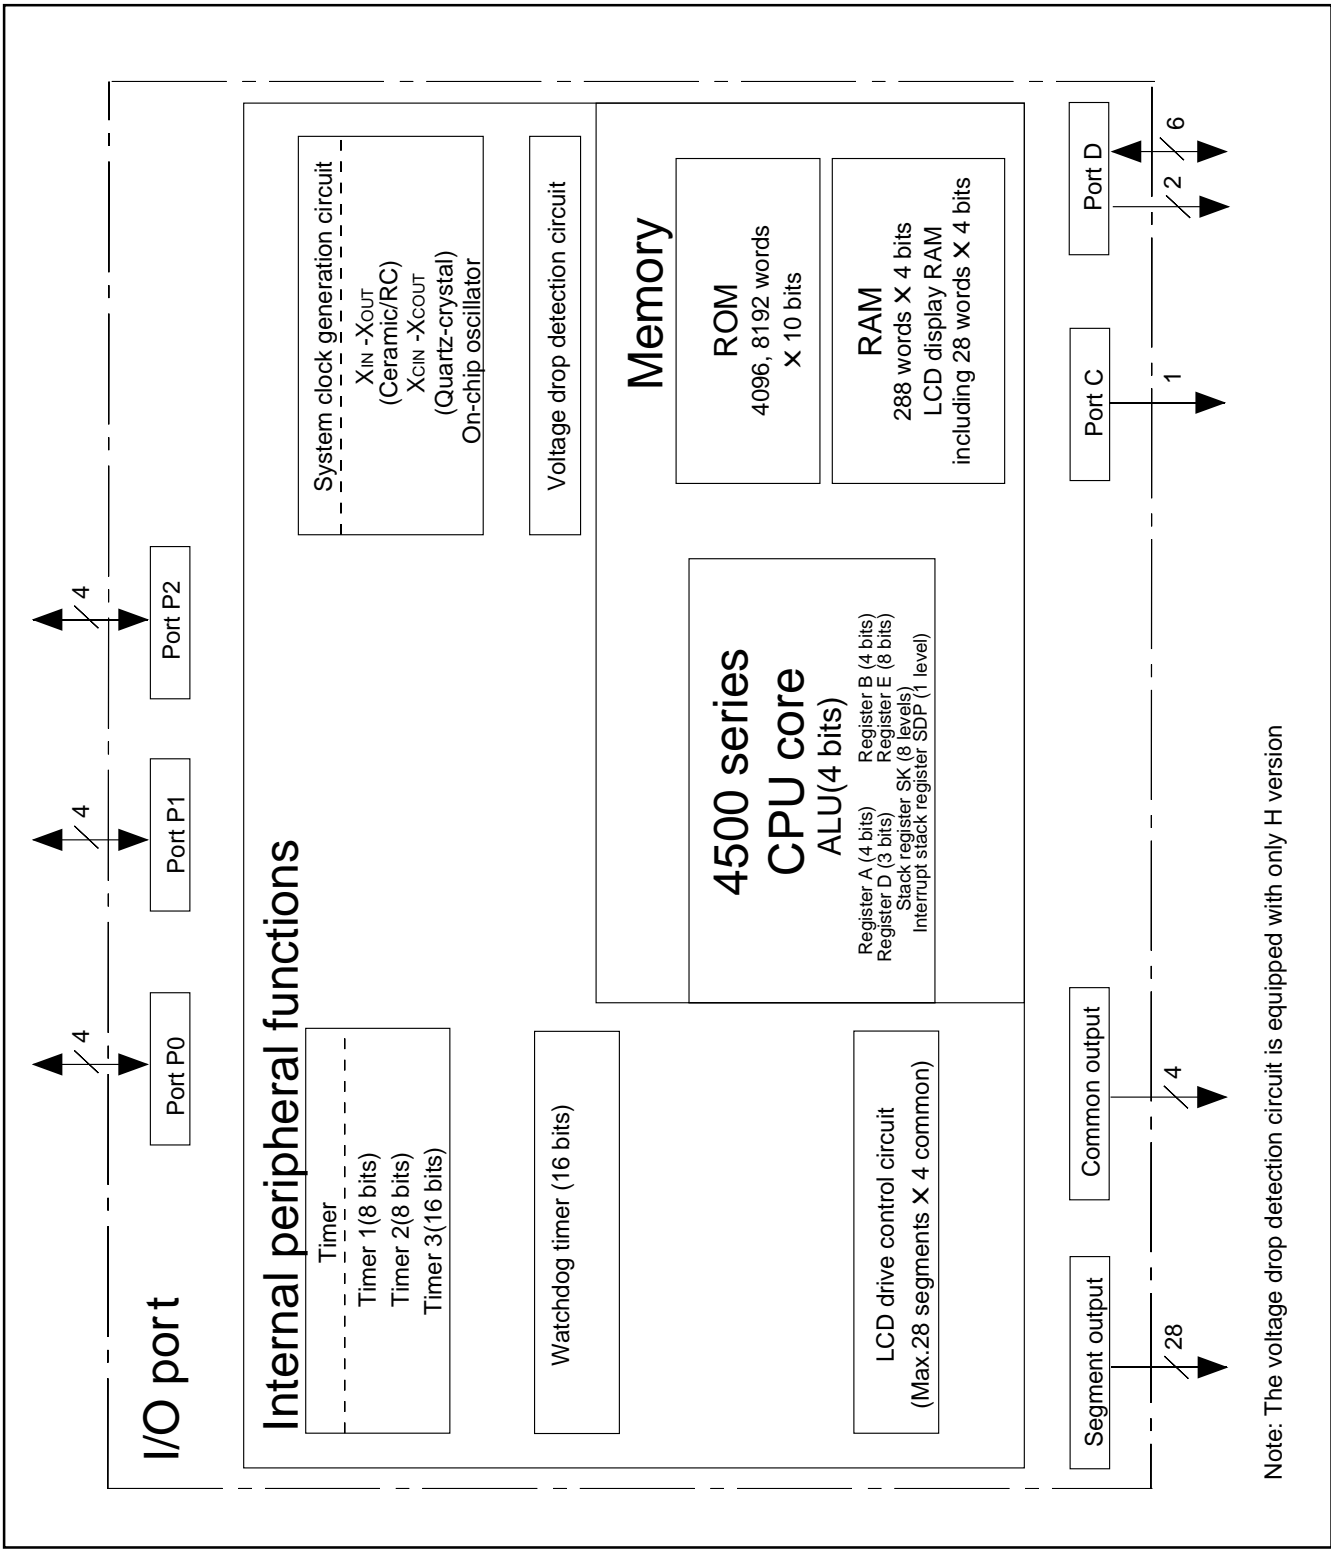 4
4
4
Port P0
Port P1
Port P2
I/O port
Internal peripheral functions
Timer
Timer 1(8 bits)
Timer 2(8 bits)
Timer 3(16 bits)
System clock generation circuit
XIN -XOUT
(Ceramic/RC)
XCIN -XCOUT
(Quartz-crystal)
On-chip oscillator
Watchdog timer (16 bits)
Voltage drop detection circuit
Memory
ROM
4096, 8192 words
× 10 bits
RAM
288 words × 4 bits
LCD display RAM
including 28 words × 4 bits
4500 series
CPU core
ALU(4 bits)
Register A (4 bits) Register B (4 bits)
Register D (3 bits) Register E (8 bits)
Stack register SK (8 levels)
Interrupt stack register SDP (1 level)
LCD drive control circuit
(Max.28 segments × 4 common)
Segment output
Common output
Port C
Port D
28
4
1
2
6
Note: The voltage drop detection circuit is equipped with only H version